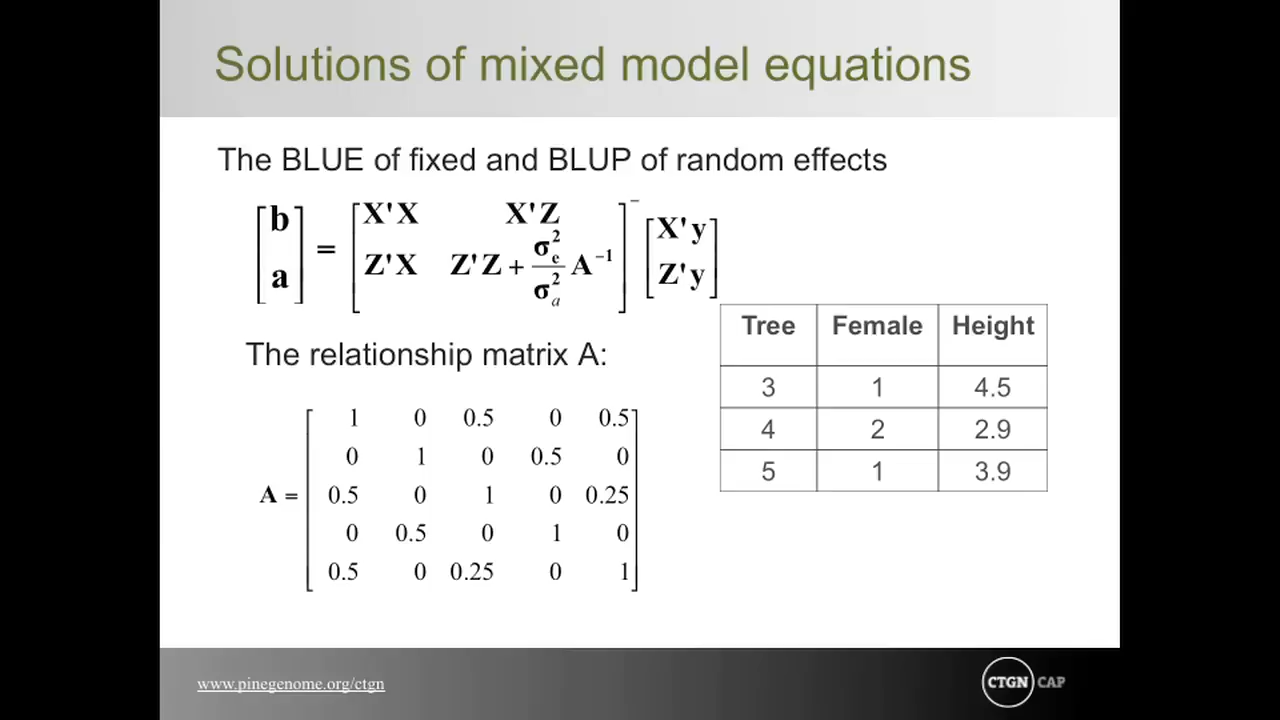 Solutions of mixed model equations
The BLUE of fixed and BLUP of random effects
[b a] = [X'X X'Z Z'X Z'Z + σ²e/σ²a A⁻¹]⁻ [X'y Z'y]
The relationship matrix A:
Tree Female Height
3 1 4.5
4 2 2.9
5 1 3.9
A =
1 0 0.5 0 0.5
0 1 0 0.5 0
0.5 0 1 0 0.25
0 0.5 0 1 0
0.5 0 0.25 0 1
www.pinegenome.org/ctgn
CTGN CAP